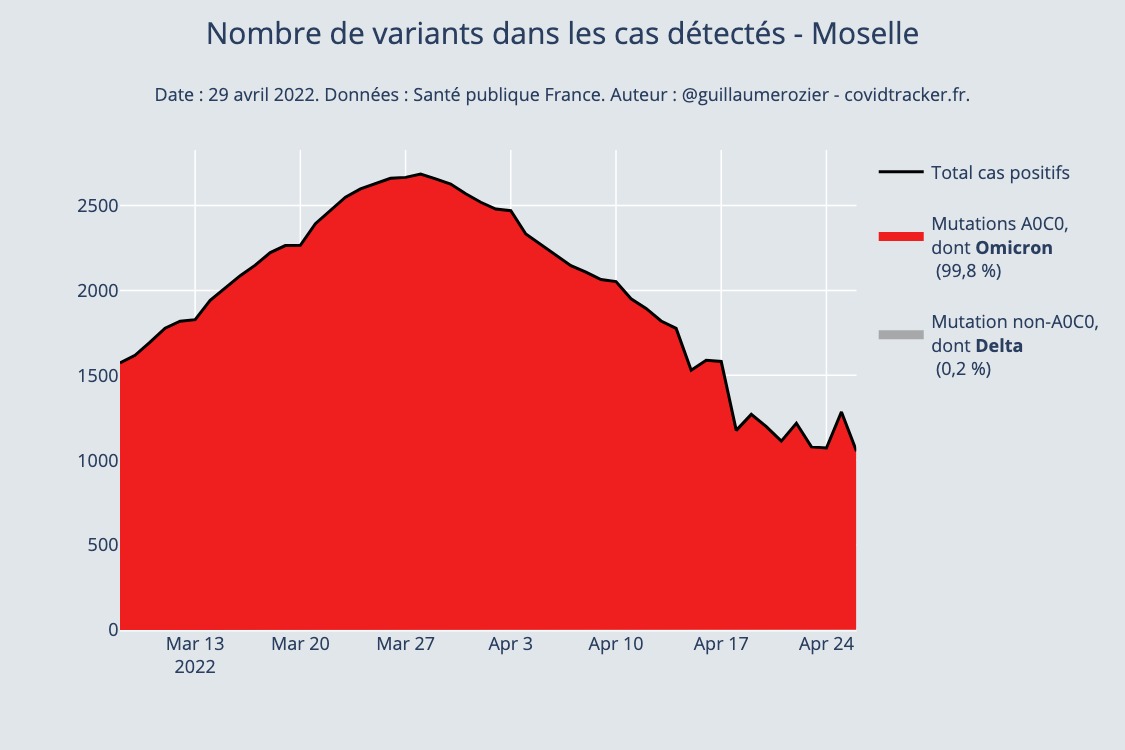 Nombre de variants dans les cas détectés - Moselle
Date : 29 avril 2022. Données : Santé publique France. Auteur : @guillaumerozier - covidtracker.fr.
Total cas positifs
Mutations A0C0,
dont Omicron
(99,8 %)
Mutation non-A0C0,
dont Delta
(0,2 %)
2500
2000
1500
1000
500
0
Mar 13
2022
Mar 20
Mar 27
Apr 3
Apr 10
Apr 17
Apr 24